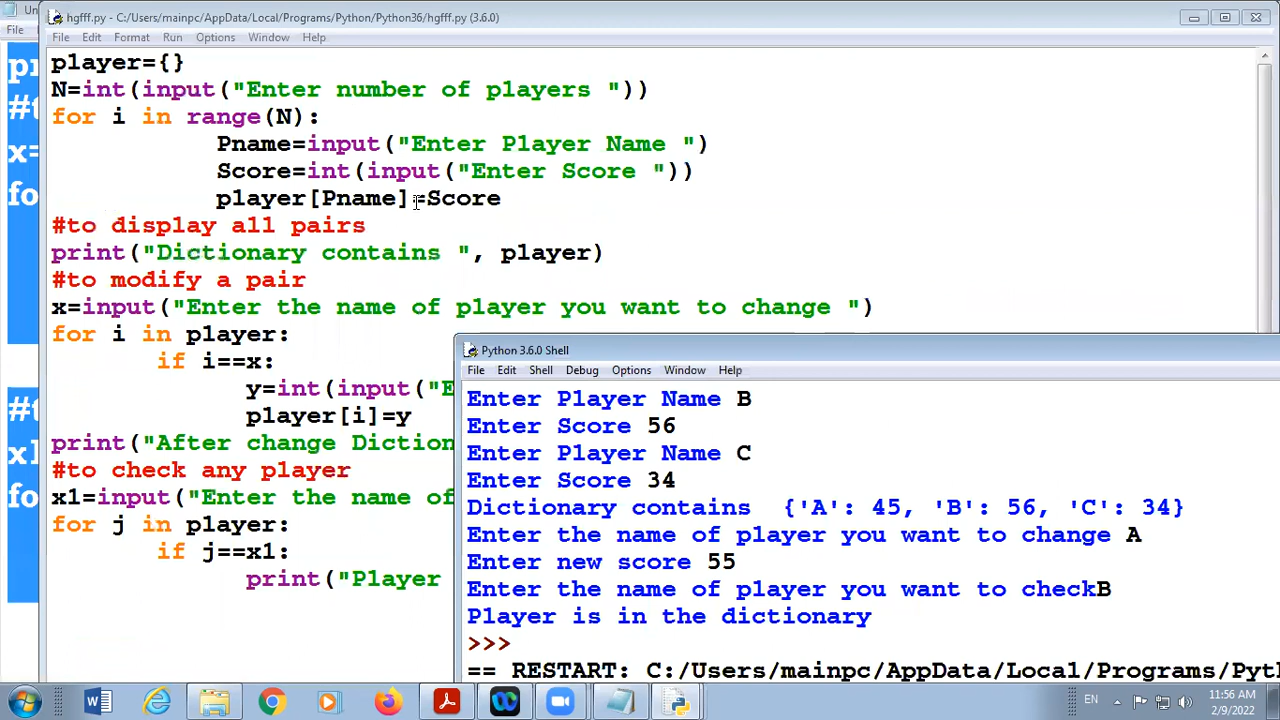 Un
File
pr
#t
x=
fo
#t
x1
fo
hgfff.py - C:/Users/mainpc/AppData/Local/Programs/Python/Python36/hgfff.py (3.6.0)
File Edit Format Run Options Window Help
player={}
N=int(input("Enter number of players "))
for i in range(N):
Pname=input("Enter Player Name ")
Score=int(input("Enter Score "))
player[Pname]=Score
#to display all pairs
print("Dictionary contains ", player)
#to modify a pair
x=input("Enter the name of player you want to change ")
for i in player:
if i==x:
y=int(input("E
player[i]=y
print("After change Diction
#to check any player
x1=input("Enter the name of
for j in player:
if j==x1:
print("Player
Python 3.6.0 Shell
File Edit Shell Debug Options Window Help
Enter Player Name B
Enter Score 56
Enter Player Name C
Enter Score 34
Dictionary contains  {'A': 45, 'B': 56, 'C': 34}
Enter the name of player you want to change A
Enter new score 55
Enter the name of player you want to checkB
Player is in the dictionary
>>>
== RESTART: C:/Users/mainpc/AppData/Local/Programs/Pyt
EN
11:56 AM
2/9/2022